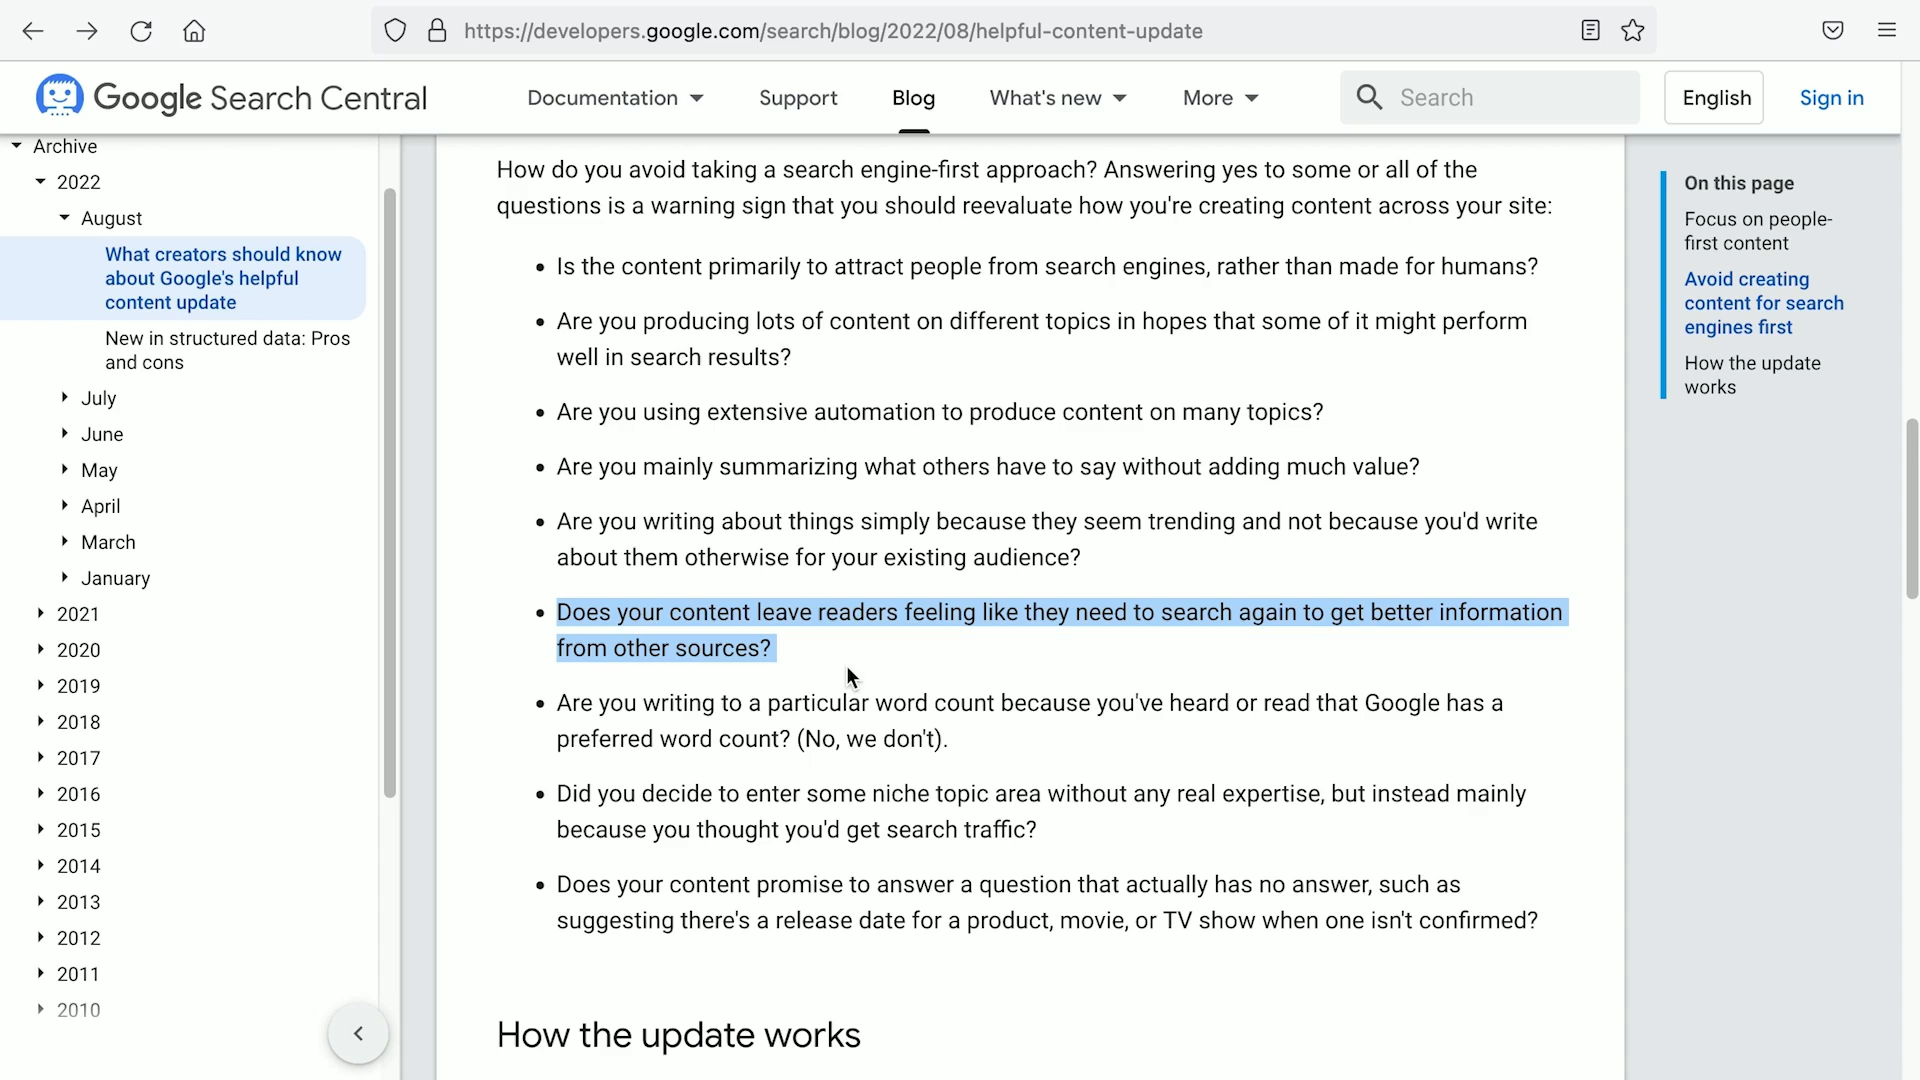 https://developers.google.com/search/blog/2022/08/helpful-content-update
Google Search Central
Documentation
Support
Blog
What's new
More
Search
English
Sign in
Archive
2022
August
What creators should know
about Google's helpful
content update
New in structured data: Pros
and cons
July
June
May
April
March
January
2021
2020
2019
2018
2017
2016
2015
2014
2013
2012
2011
2010
How do you avoid taking a search engine-first approach? Answering yes to some or all of the
questions is a warning sign that you should reevaluate how you're creating content across your site:
Is the content primarily to attract people from search engines, rather than made for humans?
Are you producing lots of content on different topics in hopes that some of it might perform
well in search results?
Are you using extensive automation to produce content on many topics?
Are you mainly summarizing what others have to say without adding much value?
Are you writing about things simply because they seem trending and not because you'd write
about them otherwise for your existing audience?
Does your content leave readers feeling like they need to search again to get better information
from other sources?
Are you writing to a particular word count because you've heard or read that Google has a
preferred word count? (No, we don't).
Did you decide to enter some niche topic area without any real expertise, but instead mainly
because you thought you'd get search traffic?
Does your content promise to answer a question that actually has no answer, such as
suggesting there's a release date for a product, movie, or TV show when one isn't confirmed?
How the update works
On this page
Focus on people-
first content
Avoid creating
content for search
engines first
How the update
works